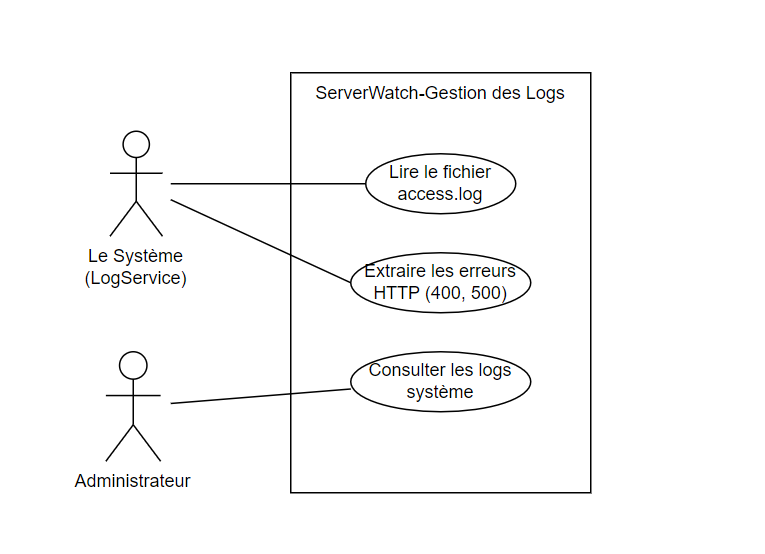 ServerWatch-Gestion des Logs
Lire le fichier
access.log
Le Système
(LogService)
Extraire les erreurs
HTTP (400, 500)
Consulter les logs
système
Administrateur